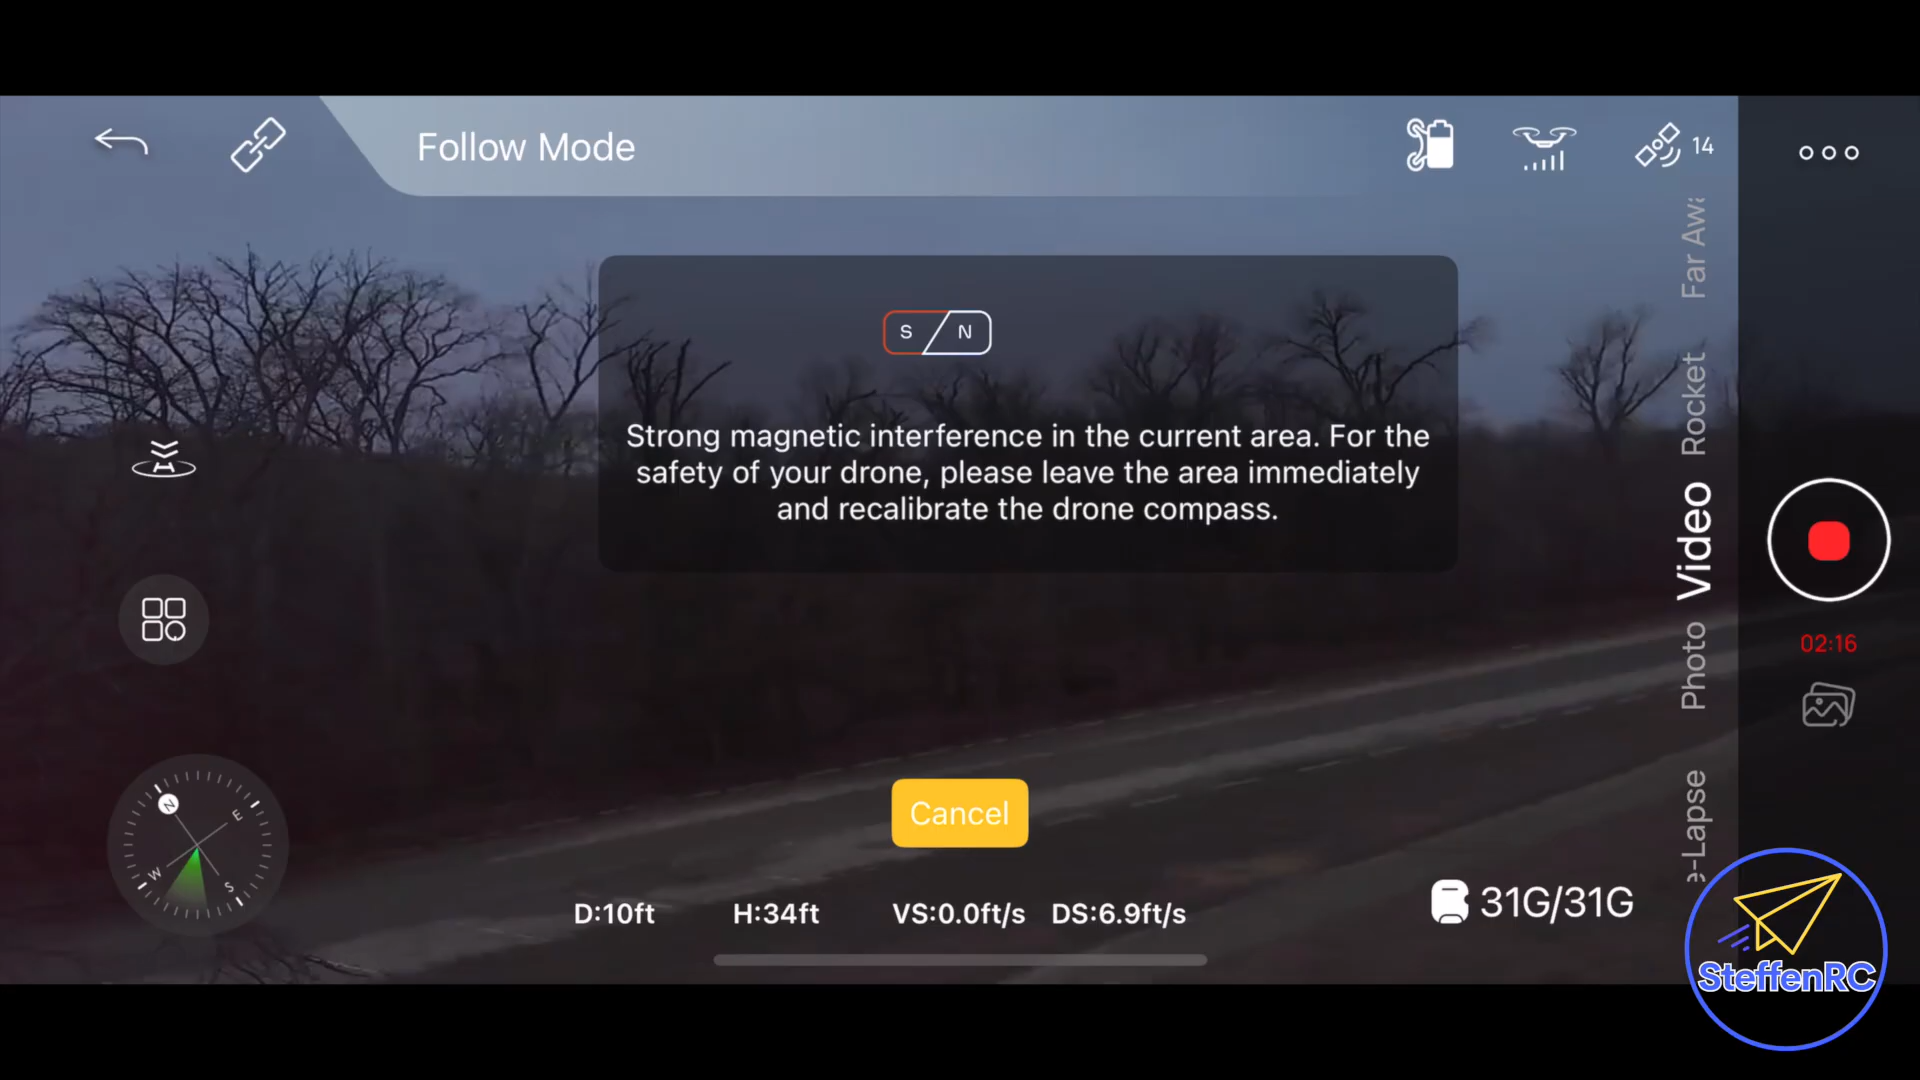 Follow Mode
14
Far Awa
Rocket
Video
Photo
e-Lapse
S N
Strong magnetic interference in the current area. For the
safety of your drone, please leave the area immediately
and recalibrate the drone compass.
02:16
N
E
W
S
Cancel
D:10ft H:34ft VS:0.0ft/s DS:6.9ft/s
31G/31G
SteffenRC